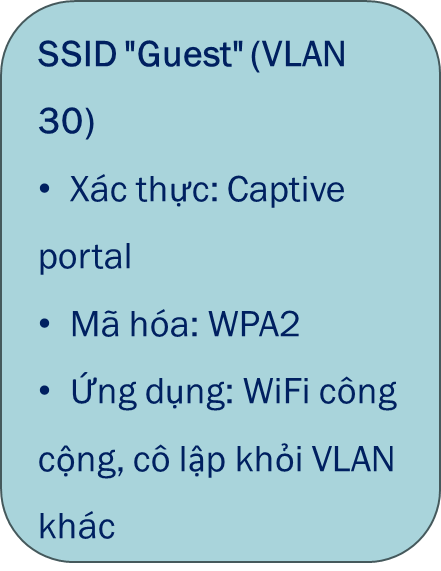 SSID "Guest" (VLAN
30)
• Xác thực: Captive
portal
• Mã hóa: WPA2
• Ứng dụng: WiFi công
cộng, cô lập khỏi VLAN
khác